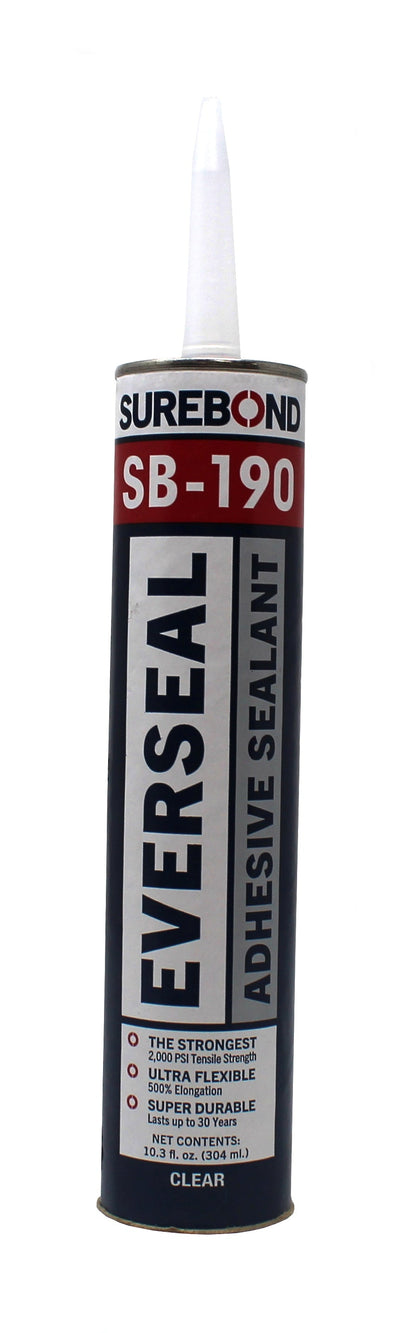 SUREBOND
SB-190
EVERSEAL
ADHESIVE SEALANT
THE STRONGEST
2,000 PSI Tensile Strength
ULTRA FLEXIBLE
500% Elongation
SUPER DURABLE
Lasts up to 30 Years
NET CONTENTS:
10.3 fl. oz. (304 ml.)
CLEAR